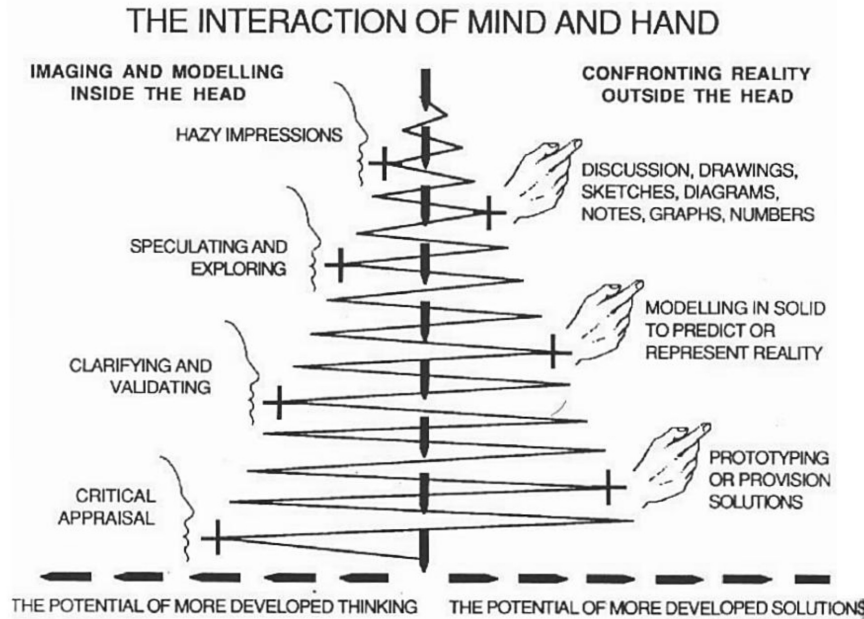 THE INTERACTION OF MIND AND HAND
IMAGING AND MODELLING
INSIDE THE HEAD
CONFRONTING REALITY
OUTSIDE THE HEAD
HAZY IMPRESSIONS
DISCUSSION, DRAWINGS,
SKETCHES, DIAGRAMS,
NOTES, GRAPHS, NUMBERS
SPECULATING AND
EXPLORING
MODELLING IN SOLID
TO PREDICT OR
REPRESENT REALITY
CLARIFYING AND
VALIDATING
PROTOTYPING
OR PROVISION
SOLUTIONS
CRITICAL
APPRAISAL
THE POTENTIAL OF MORE DEVELOPED THINKING
THE POTENTIAL OF MORE DEVELOPED SOLUTIONS